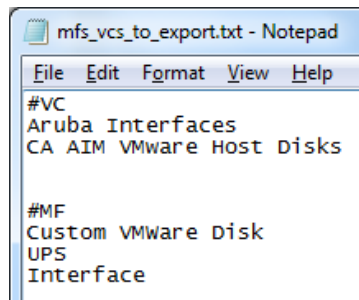 mfs_vcs_to_export.txt - Notepad
File Edit Format View Help
#VC
Aruba Interfaces
CA AIM VMware Host Disks
#MF
Custom VMWare Disk
UPS
Interface